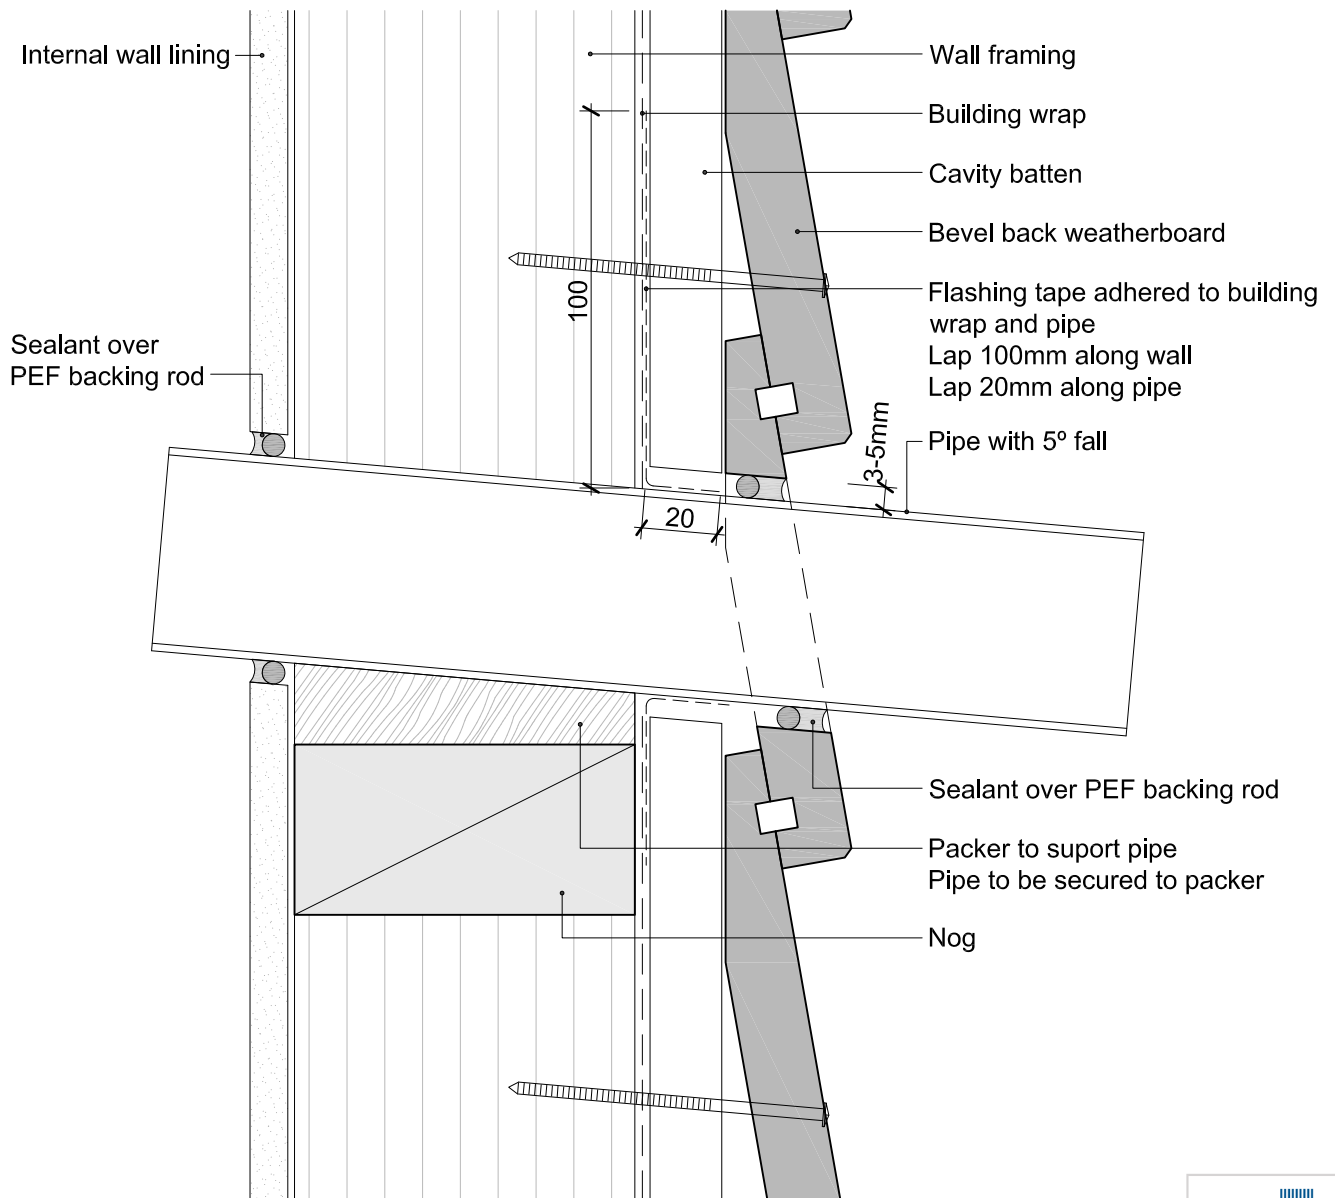 Internal wall lining
Wall framing
Building wrap
Cavity batten
Bevel back weatherboard
Flashing tape adhered to building
wrap and pipe
Lap 100mm along wall
Lap 20mm along pipe
100
Sealant over
PEF backing rod
3-5mm
Pipe with 5º fall
20
Sealant over PEF backing rod
Packer to suport pipe
Pipe to be secured to packer
Nog